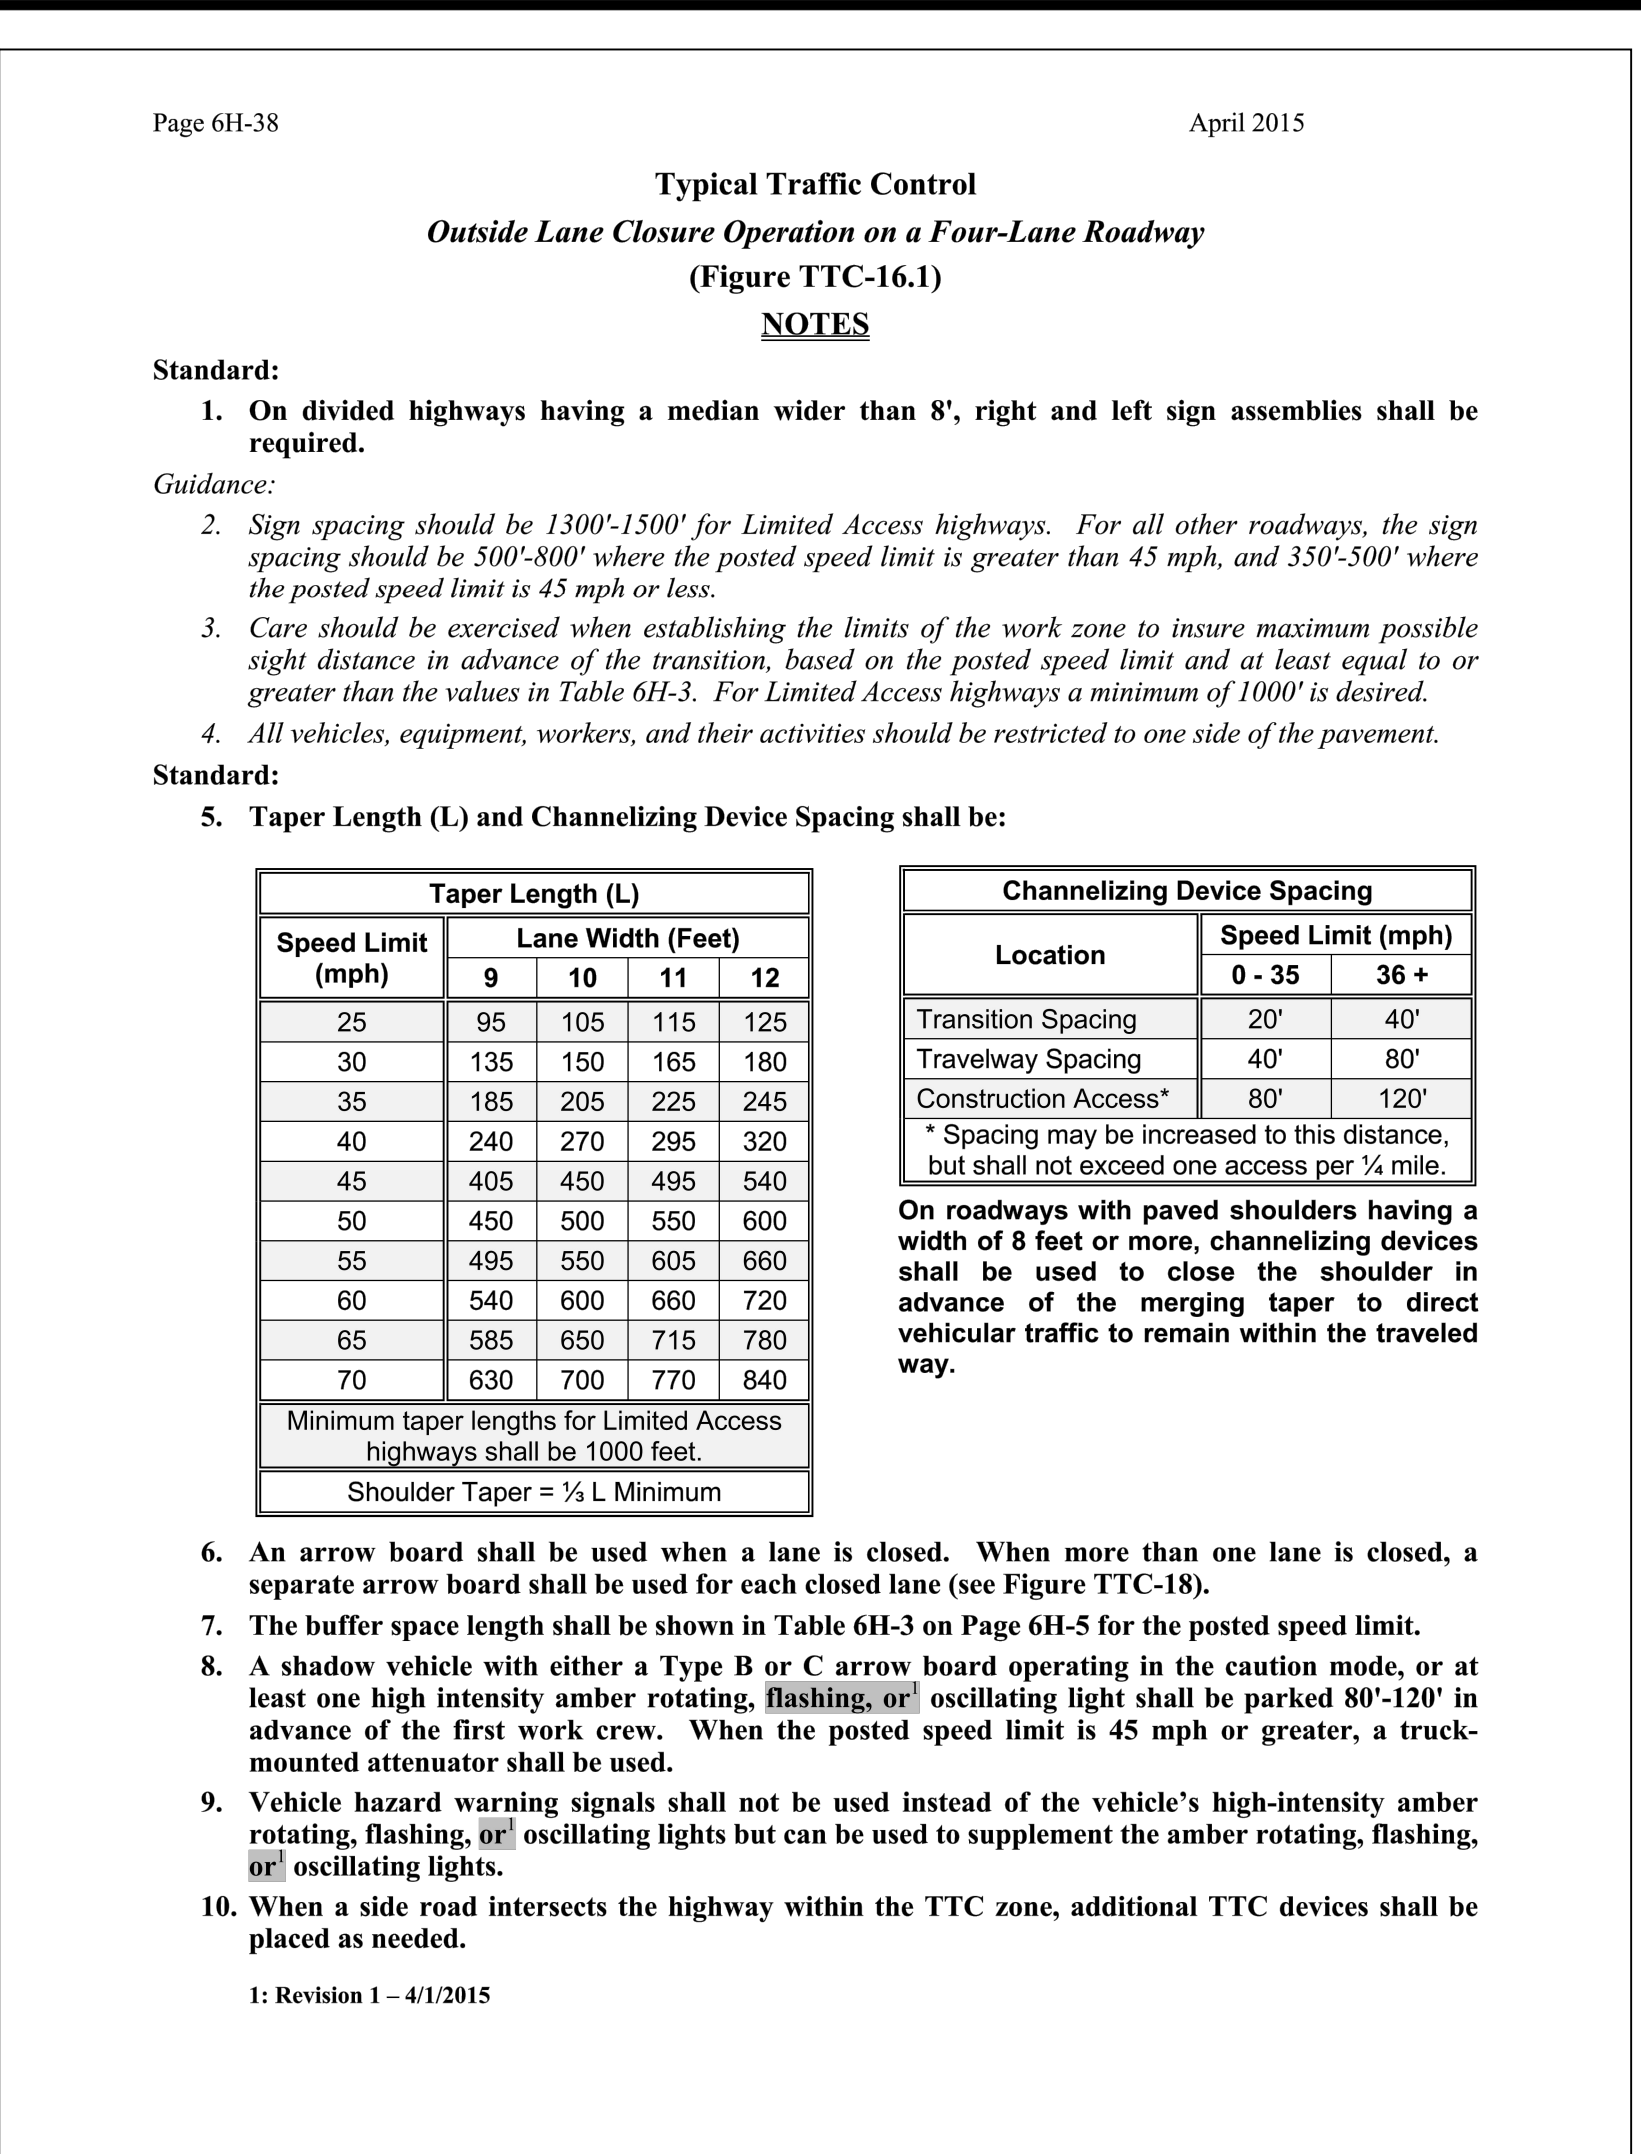 Page 6H-38 April 2015
Typical Traffic Control
Outside Lane Closure Operation on a Four-Lane Roadway
(Figure TTC-16.1)
NOTES
Standard:
1. On divided highways having a median wider than 8', right and left sign assemblies shall be
required.
Guidance:
2. Sign spacing should be 1300'-1500' for Limited Access highways. For all other roadways, the sign
spacing should be 500'-800' where the posted speed limit is greater than 45 mph, and 350'-500' where
the posted speed limit is 45 mph or less.
3. Care should be exercised when establishing the limits of the work zone to insure maximum possible
sight distance in advance of the transition, based on the posted speed limit and at least equal to or
greater than the values in Table 6H-3. For Limited Access highways a minimum of 1000' is desired.
4. All vehicles, equipment, workers, and their activities should be restricted to one side of the pavement.
Standard:
5. Taper Length (L) and Channelizing Device Spacing shall be:
Taper Length (L)
Speed Limit
(mph)
Lane Width (Feet)
9 10 11 12
25 95 105 115 125
30 135 150 165 180
35 185 205 225 245
40 240 270 295 320
45 405 450 495 540
50 450 500 550 600
55 495 550 605 660
60 540 600 660 720
65 585 650 715 780
70 630 700 770 840
Minimum taper lengths for Limited Access
highways shall be 1000 feet.
Shoulder Taper = ⅓ L Minimum
Channelizing Device Spacing
Location
Speed Limit (mph)
0 - 35 36 +
Transition Spacing 20' 40'
Travelway Spacing 40' 80'
Construction Access* 80' 120'
* Spacing may be increased to this distance,
but shall not exceed one access per ¼ mile.
On roadways with paved shoulders having a
width of 8 feet or more, channelizing devices
shall be used to close the shoulder in
advance of the merging taper to direct
vehicular traffic to remain within the traveled
way.
6. An arrow board shall be used when a lane is closed. When more than one lane is closed, a
separate arrow board shall be used for each closed lane (see Figure TTC-18).
7. The buffer space length shall be shown in Table 6H-3 on Page 6H-5 for the posted speed limit.
8. A shadow vehicle with either a Type B or C arrow board operating in the caution mode, or at
least one high intensity amber rotating, flashing, or¹ oscillating light shall be parked 80'-120' in
advance of the first work crew. When the posted speed limit is 45 mph or greater, a truck-
mounted attenuator shall be used.
9. Vehicle hazard warning signals shall not be used instead of the vehicle’s high-intensity amber
rotating, flashing, or¹ oscillating lights but can be used to supplement the amber rotating, flashing,
or¹ oscillating lights.
10. When a side road intersects the highway within the TTC zone, additional TTC devices shall be
placed as needed.
1: Revision 1 – 4/1/2015